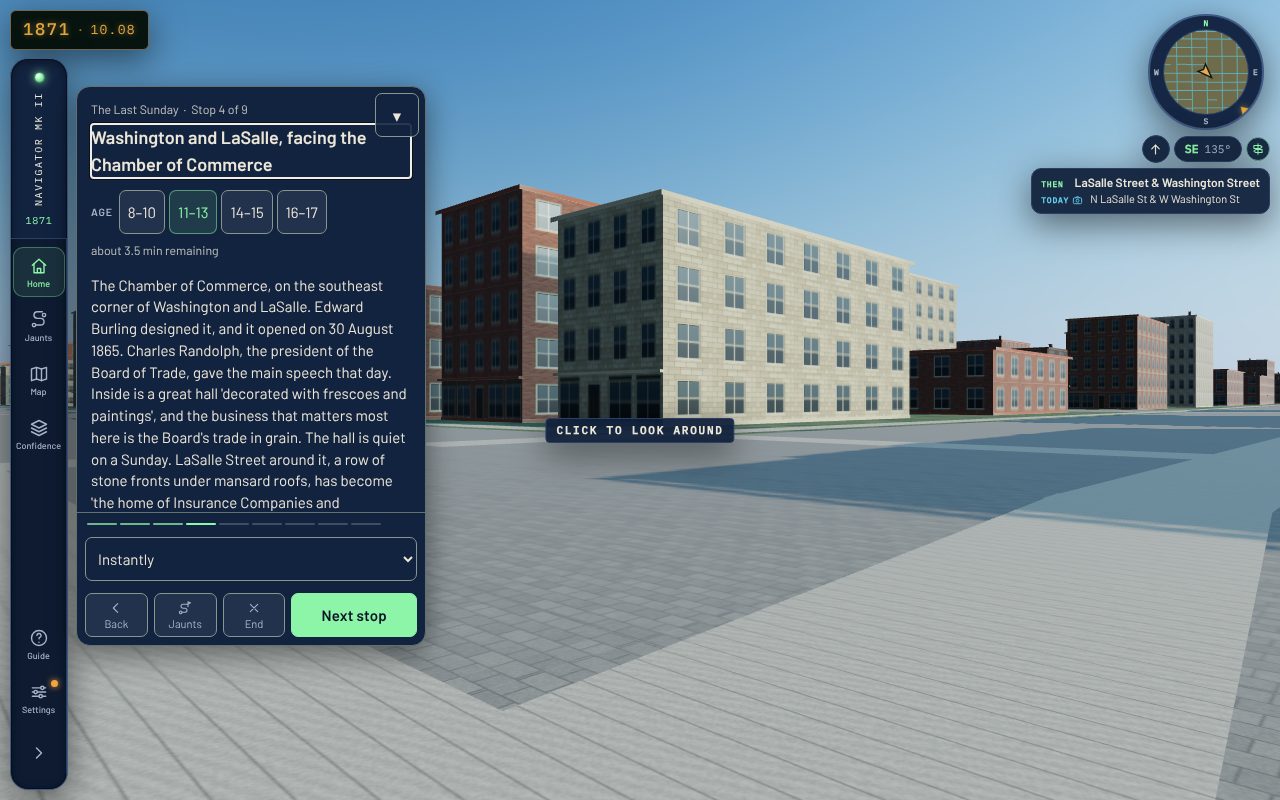 1871 · 10.08
NAVIGATOR MK II
1871
Home
Jaunts
Map
Confidence
Guide
Settings
The Last Sunday · Stop 4 of 9
▼
Washington and LaSalle, facing the
Chamber of Commerce
AGE
8–10
11–13
14–15
16–17
about 3.5 min remaining
The Chamber of Commerce, on the southeast
corner of Washington and LaSalle. Edward
Burling designed it, and it opened on 30 August
1865. Charles Randolph, the president of the
Board of Trade, gave the main speech that day.
Inside is a great hall 'decorated with frescoes and
paintings', and the business that matters most
here is the Board's trade in grain. The hall is quiet
on a Sunday. LaSalle Street around it, a row of
stone fronts under mansard roofs, has become
'the home of Insurance Companies and
Instantly
Back
Jaunts
End
Next stop
CLICK TO LOOK AROUND
N
W
E
S
SE 135°
THEN LaSalle Street & Washington Street
TODAY N LaSalle St & W Washington St